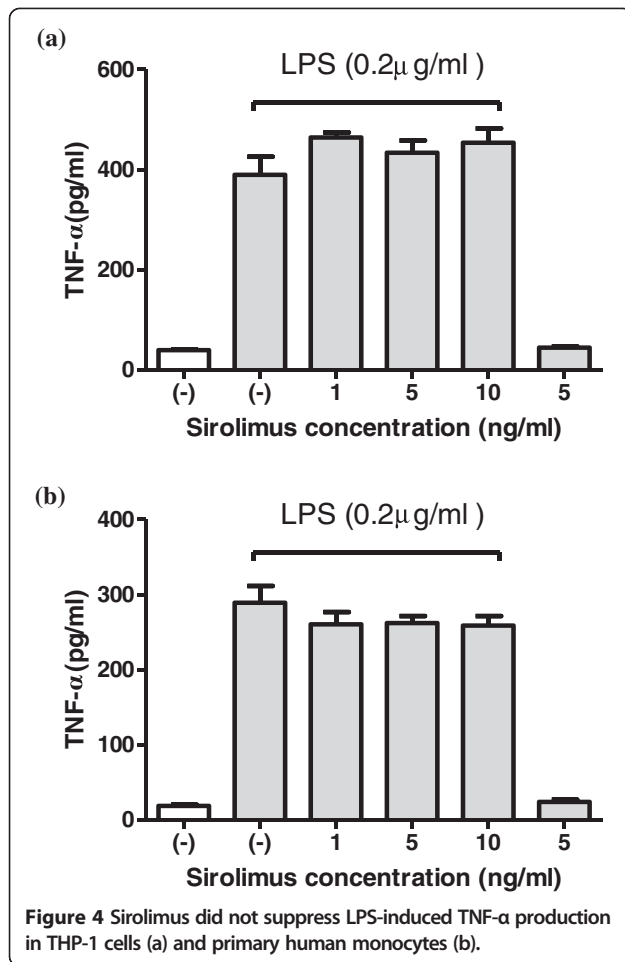 (a)
LPS (0.2μ g/ml )
600
400
200
0
TNF-α(pg/ml)
(-) (-) 1 5 10 5
Sirolimus concentration (ng/ml)
(b)
LPS (0.2μ g/ml )
400
300
200
100
0
TNF-α(pg/ml)
(-) (-) 1 5 10 5
Sirolimus concentration (ng/ml)
Figure 4 Sirolimus did not suppress LPS-induced TNF-α production
in THP-1 cells (a) and primary human monocytes (b).